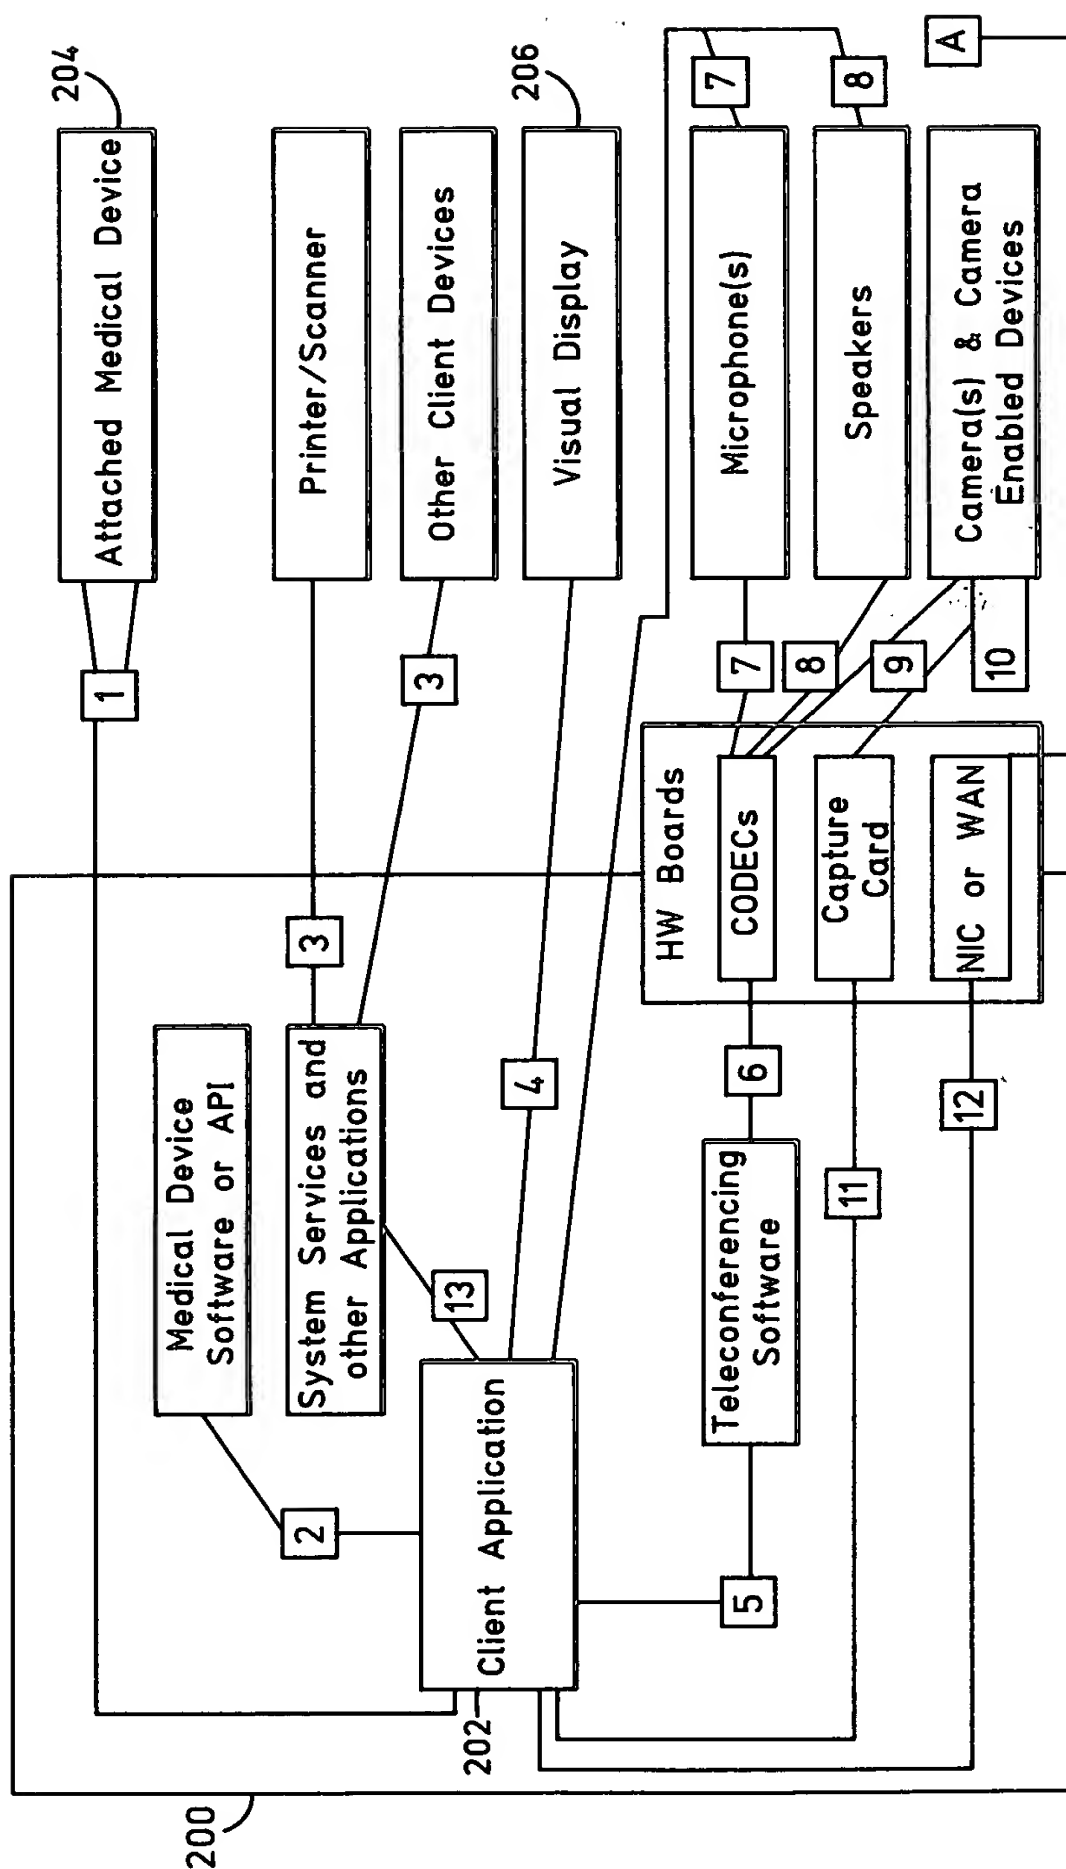 200
204
1
Attached Medical Device
Medical Device
Software or API
2
System Services and
other Applications
3
Printer/Scanner
13
3
Other Client Devices
202
Client Application
4
Visual Display
206
HW Boards
5
Teleconferencing
Software
6
CODECs
7
Microphone(s)
7
8
Speakers
8
11
Capture
Card
9
12
NIC or WAN
10
Camera(s) & Camera
Enabled Devices
A